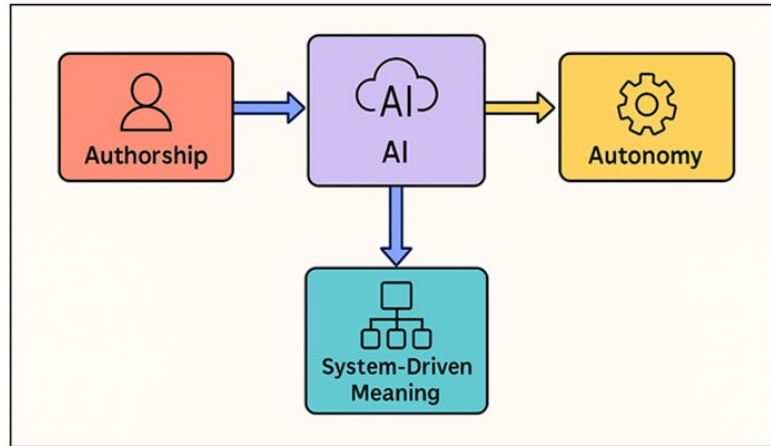 Authorship
AI
AI
Autonomy
System-Driven
Meaning